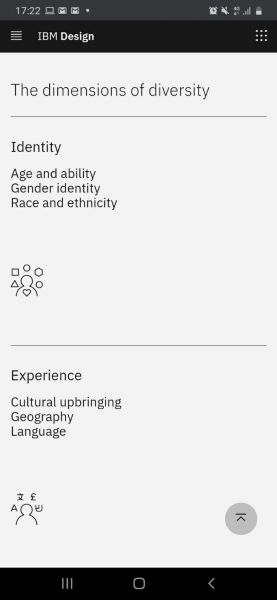 17:22
IBM Design
The dimensions of diversity
Identity
Age and ability
Gender identity
Race and ethnicity
Experience
Cultural upbringing
Geography
Language
文 £
A ש